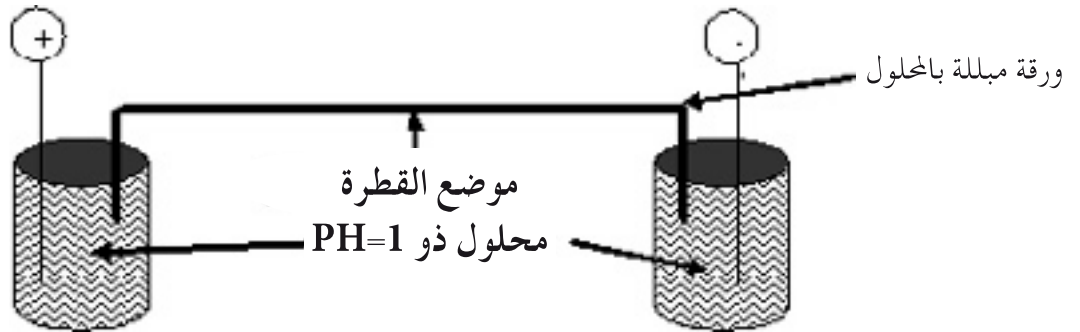 +
-
ورقة مبللة بالمحلول
موضع القطرة
محلول ذو PH=1